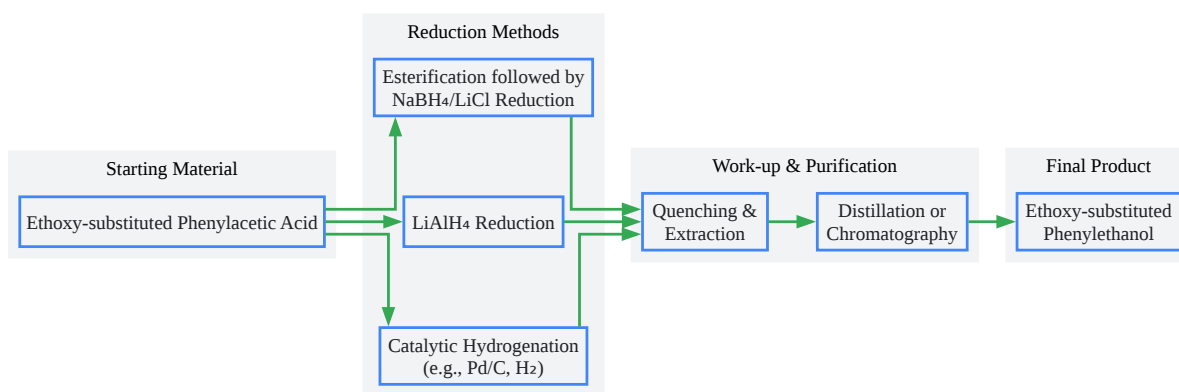 Starting Material
Ethoxy-substituted Phenylacetic Acid
Reduction Methods
Esterification followed by
NaBH₄/LiCl Reduction
LiAlH₄ Reduction
Catalytic Hydrogenation
(e.g., Pd/C, H₂)
Work-up & Purification
Quenching &
Extraction
Distillation or
Chromatography
Final Product
Ethoxy-substituted
Phenylethanol